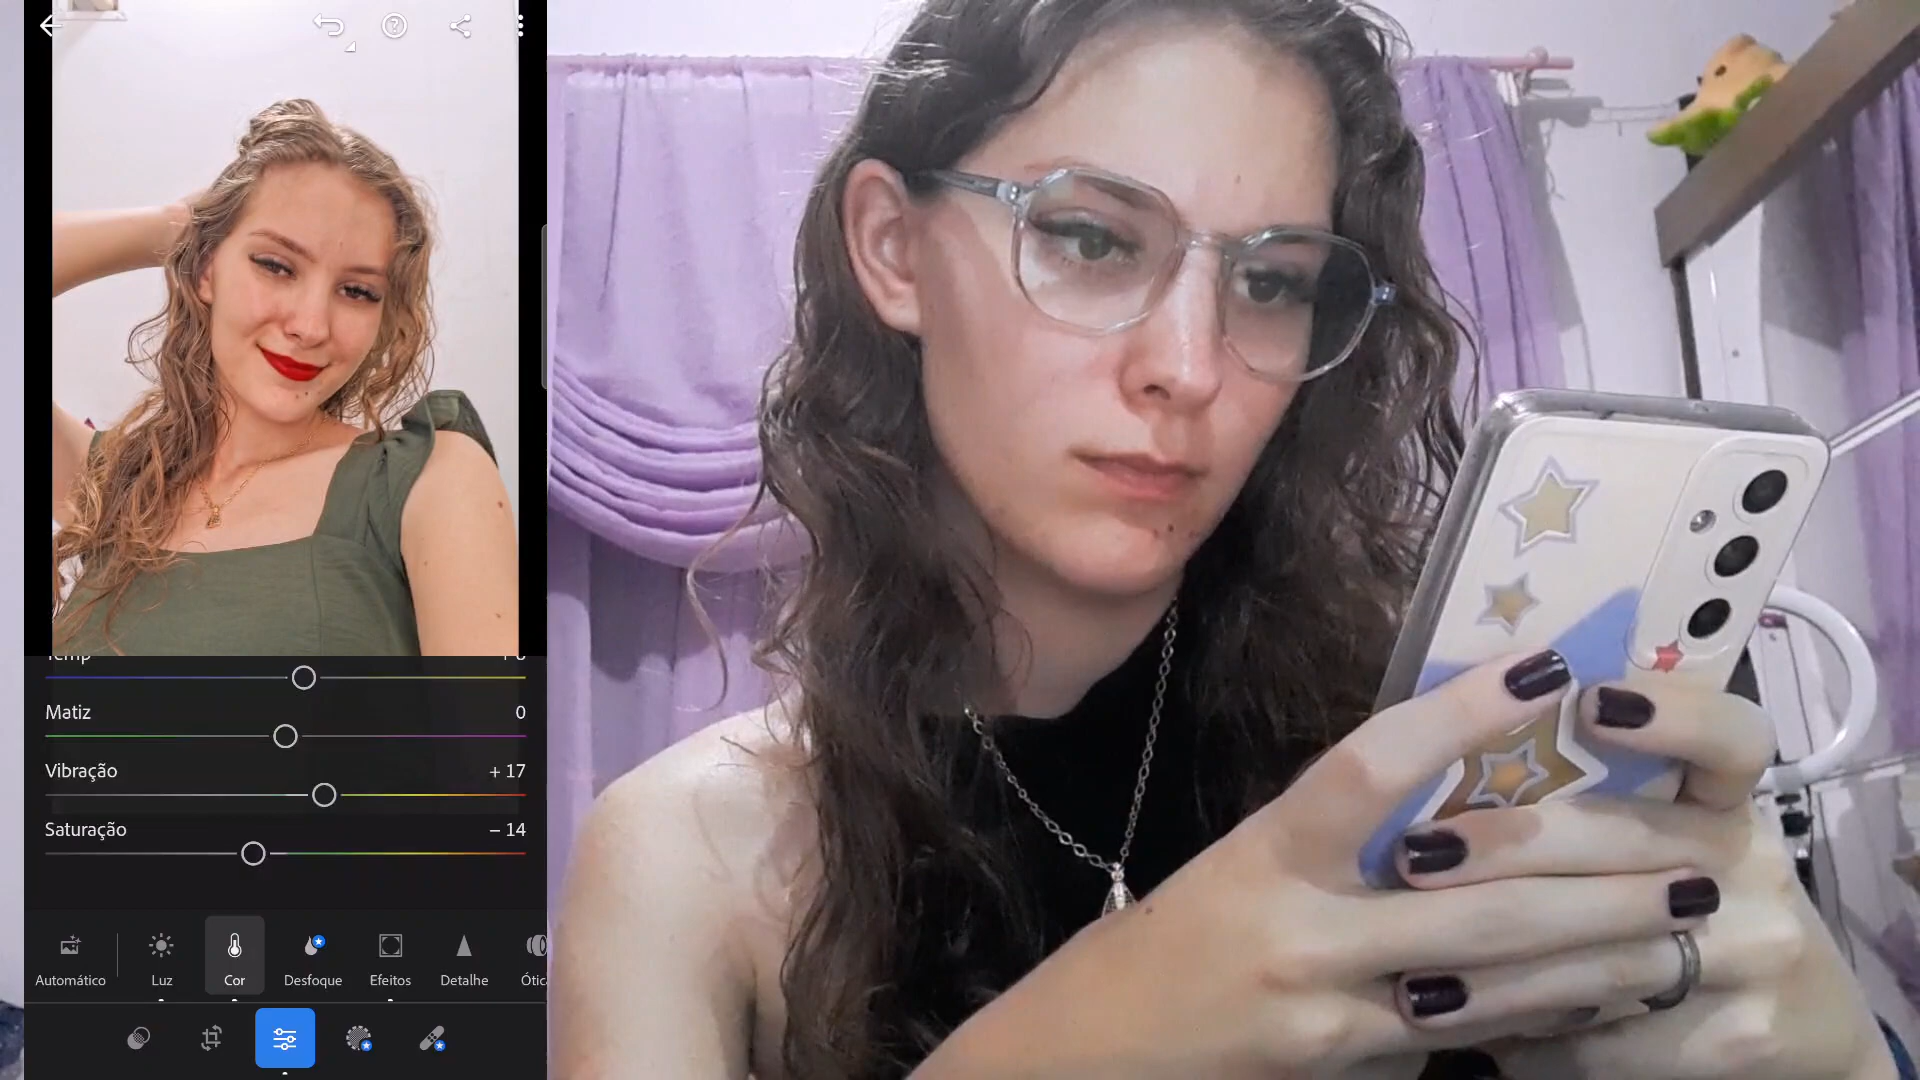 Matiz 0
Vibração + 17
Saturação – 14
Automático Luz Cor Desfoque Efeitos Detalhe